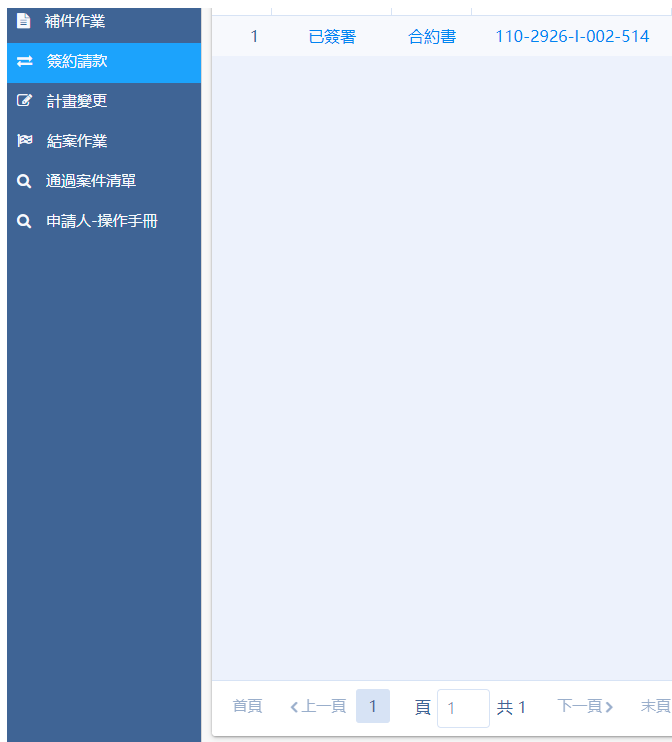 補件作業
簽約請款
計畫變更
結案作業
通過案件清單
申請人-操作手冊
1 已簽署 合約書 110-2926-I-002-514
首頁 上一頁 1 頁 1 共 1 下一頁 末頁